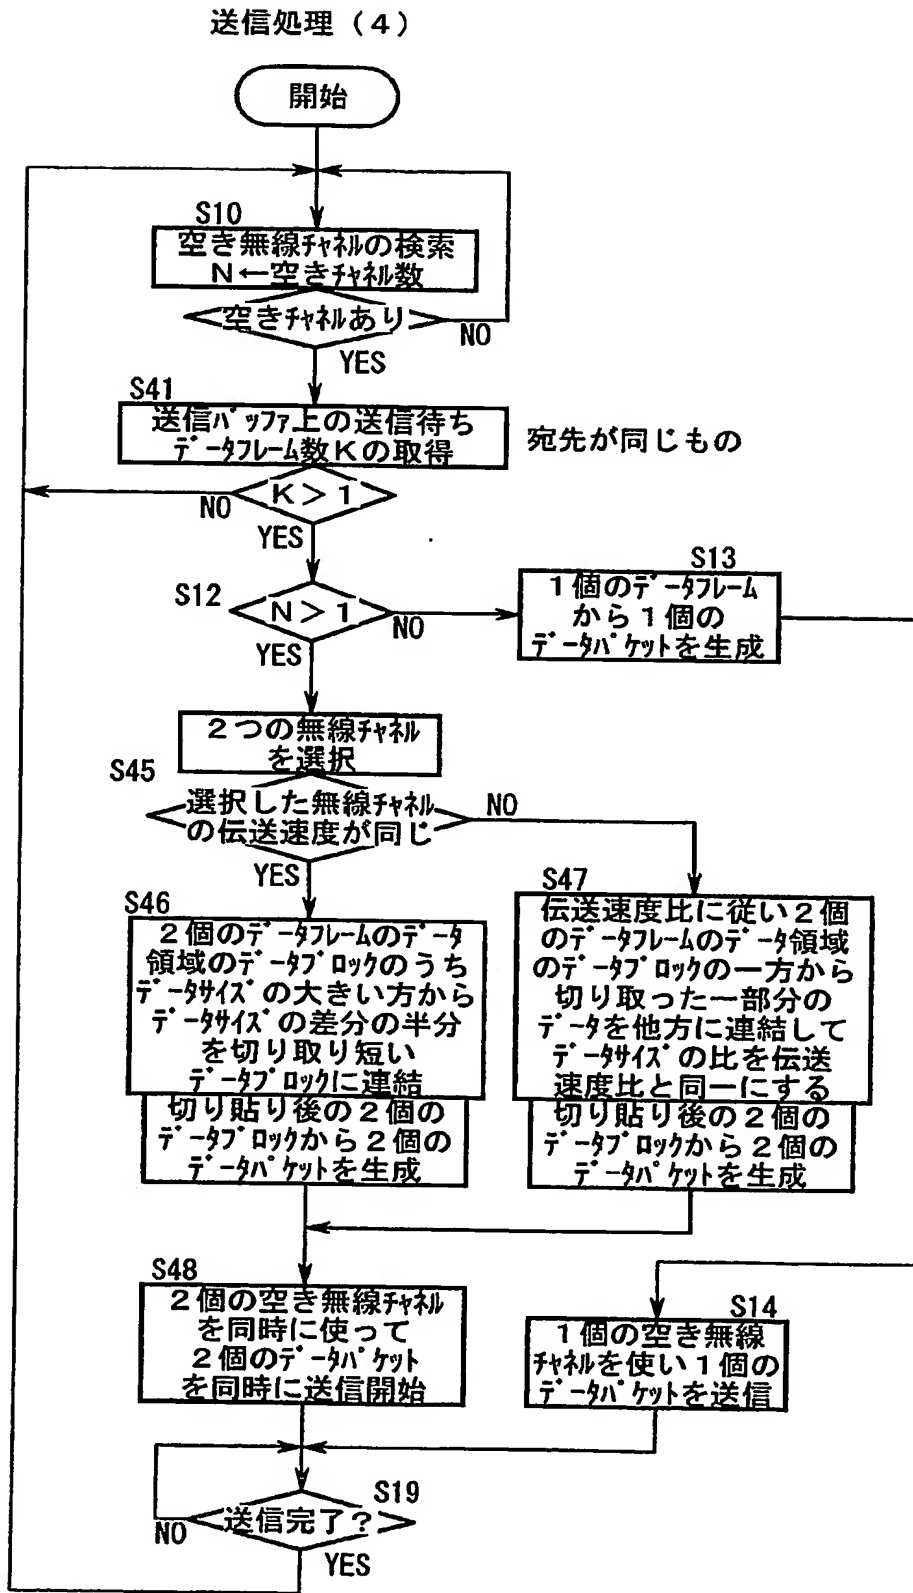 送信処理（４）
開始
S10
空き無線ﾁｬﾈﾙの検索
N←空きﾁｬﾈﾙ数
空きﾁｬﾈﾙあり
NO
YES
S41
送信ﾊﾞｯﾌｧ上の送信待ち
ﾃﾞｰﾀﾌﾚｰﾑ数Kの取得
宛先が同じもの
K＞1
NO
YES
S12
N＞1
NO
YES
S13
1個のﾃﾞｰﾀﾌﾚｰﾑ
から1個の
ﾃﾞｰﾀﾊﾟｹｯﾄを生成
2つの無線ﾁｬﾈﾙ
を選択
S45
選択した無線ﾁｬﾈﾙ
の伝送速度が同じ
NO
YES
S46
2個のﾃﾞｰﾀﾌﾚｰﾑのﾃﾞｰﾀ
領域のﾃﾞｰﾀﾌﾞﾛｯｸのうち
ﾃﾞｰﾀｻｲｽﾞの大きい方から
ﾃﾞｰﾀｻｲｽﾞの差分の半分
を切り取り短い
ﾃﾞｰﾀﾌﾞﾛｯｸに連結
切り貼り後の2個の
ﾃﾞｰﾀﾌﾞﾛｯｸから2個の
ﾃﾞｰﾀﾊﾟｹｯﾄを生成
S47
伝送速度比に従い2個
のﾃﾞｰﾀﾌﾚｰﾑのﾃﾞｰﾀ領域
のﾃﾞｰﾀﾌﾞﾛｯｸの一方から
切り取った一部分の
ﾃﾞｰﾀを他方に連結して
ﾃﾞｰﾀｻｲｽﾞの比を伝送
速度比と同一にする
切り貼り後の2個の
ﾃﾞｰﾀﾌﾞﾛｯｸから2個の
ﾃﾞｰﾀﾊﾟｹｯﾄを生成
S48
2個の空き無線ﾁｬﾈﾙ
を同時に使って
2個のﾃﾞｰﾀﾊﾟｹｯﾄ
を同時に送信開始
S14
1個の空き無線
ﾁｬﾈﾙを使い1個の
ﾃﾞｰﾀﾊﾟｹｯﾄを送信
S19
送信完了？
NO
YES